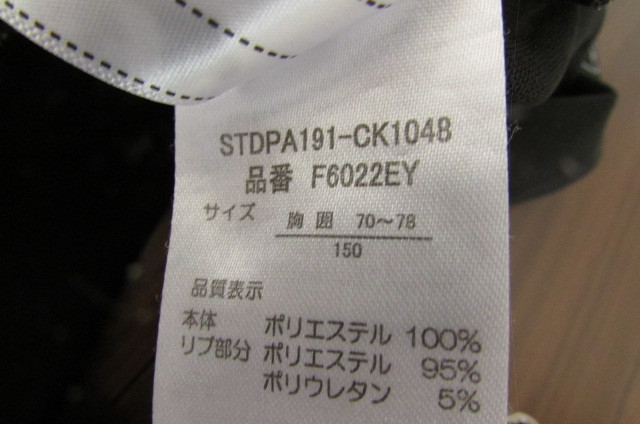 STDPA191-CK1048
品番 F6022EY
サイズ 胸囲 70～78
150
品質表示
本体 ポリエステル 100%
リブ部分 ポリエステル 95%
ポリウレタン 5%